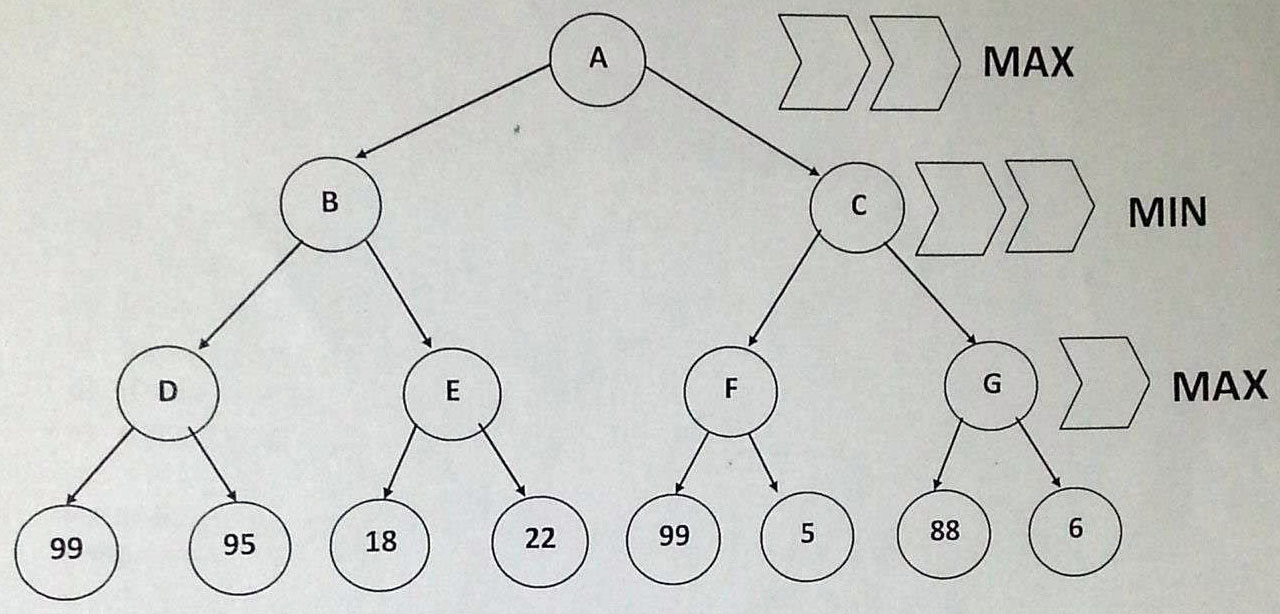 A MAX
B C MIN
D E F G MAX
99 95 18 22 99 5 88 6